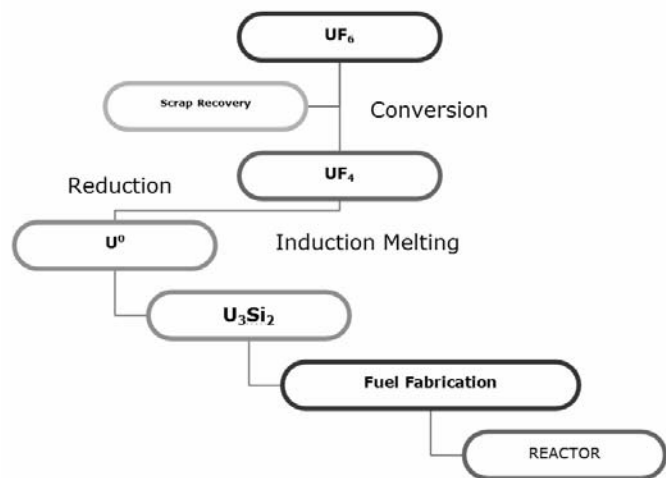 UF₆
Scrap Recovery
Conversion
UF₄
Reduction
U⁰
Induction Melting
U₃Si₂
Fuel Fabrication
REACTOR